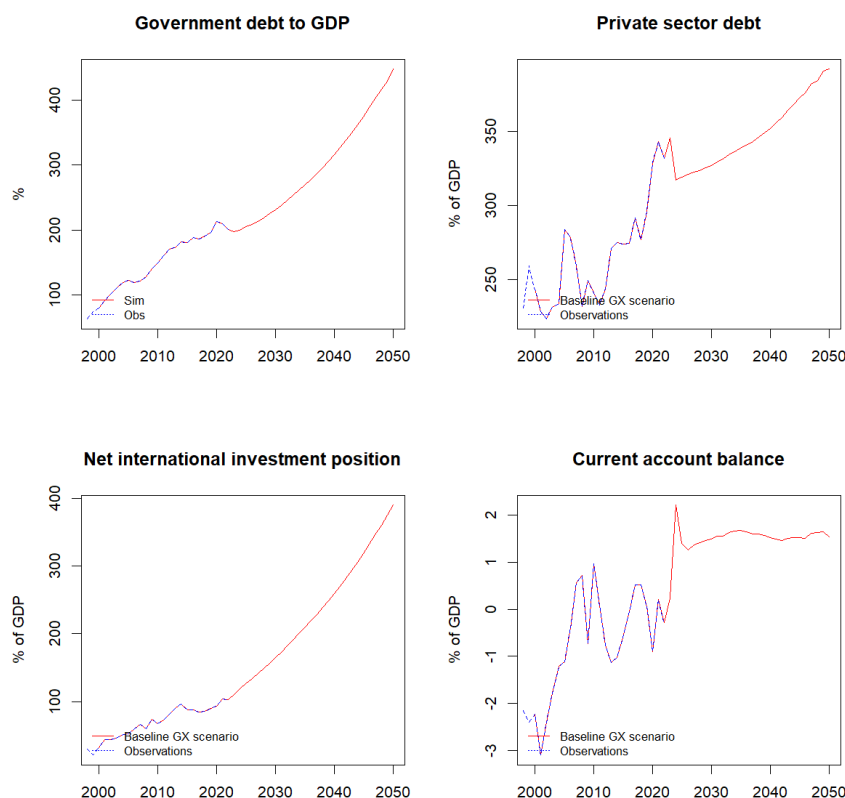 Government debt to GDP
%
400
300
200
100
Sim
Obs
2000 2010 2020 2030 2040 2050
Private sector debt
% of GDP
350
300
250
Baseline GX scenario
Observations
2000 2010 2020 2030 2040 2050
Net international investment position
% of GDP
400
300
200
100
Baseline GX scenario
Observations
2000 2010 2020 2030 2040 2050
Current account balance
% of GDP
2
1
0
-1
-2
-3
Baseline GX scenario
Observations
2000 2010 2020 2030 2040 2050